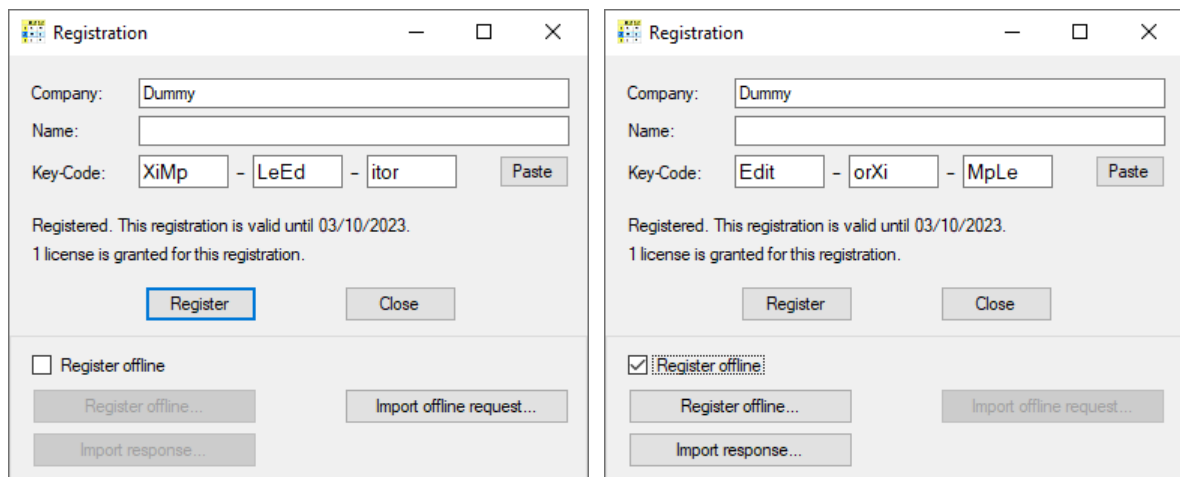 Registration
Company: Dummy
Name:
Key-Code: XiMp - LeEd - itor Paste
Registered. This registration is valid until 03/10/2023.
1 license is granted for this registration.
Register Close
Register offline
Register offline... Import offline request...
Import response...
Registration
Company: Dummy
Name:
Key-Code: Edit - orXi - MpLe Paste
Registered. This registration is valid until 03/10/2023.
1 license is granted for this registration.
Register Close
Register offline
Register offline... Import offline request...
Import response...